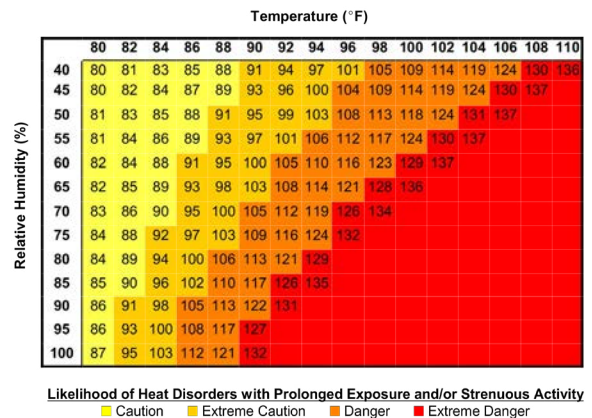 Temperature (°F)
80 82 84 86 88 90 92 94 96 98 100 102 104 106 108 110
Relative Humidity (%)
40 80 81 83 85 88 91 94 97 101 105 109 114 119 124 130 136
45 80 82 84 87 89 93 96 100 104 109 114 119 124 130 137
50 81 83 85 88 91 95 99 103 108 113 118 124 131 137
55 81 84 86 89 93 97 101 106 112 117 124 130 137
60 82 84 88 91 95 100 105 110 116 123 129 137
65 82 85 89 93 98 103 108 114 121 128 136
70 83 86 90 95 100 105 112 119 126 134
75 84 88 92 97 103 109 116 124 132
80 84 89 94 100 106 113 121 129
85 85 90 96 102 110 117 126 135
90 86 91 98 105 113 122 131
95 86 93 100 108 117 127
100 87 95 103 112 121 132
Likelihood of Heat Disorders with Prolonged Exposure and/or Strenuous Activity
Caution Extreme Caution Danger Extreme Danger